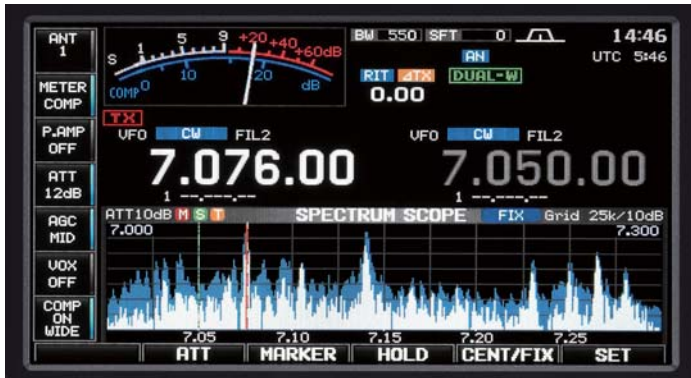 ANT
1
METER
COMP
P.AMP
OFF
ATT
12dB
AGC
MID
VOX
OFF
COMP
ON
WIDE
S 1 5 9 +20 +40 +60dB
COMP 0 10 20 dB
BW 550 SFT 0
14:46
AN
UTC 5:46
RIT ⊿TX DUAL-W
0.00
TX
VFO CW FIL2
7.076.00
1 --.---.--
VFO CW FIL2
7.050.00
1 --.---.--
ATT10dB M S T SPECTRUM SCOPE FIX Grid 25k/10dB
7.000 7.300
7.05 7.10 7.15 7.20 7.25
ATT MARKER HOLD CENT/FIX SET